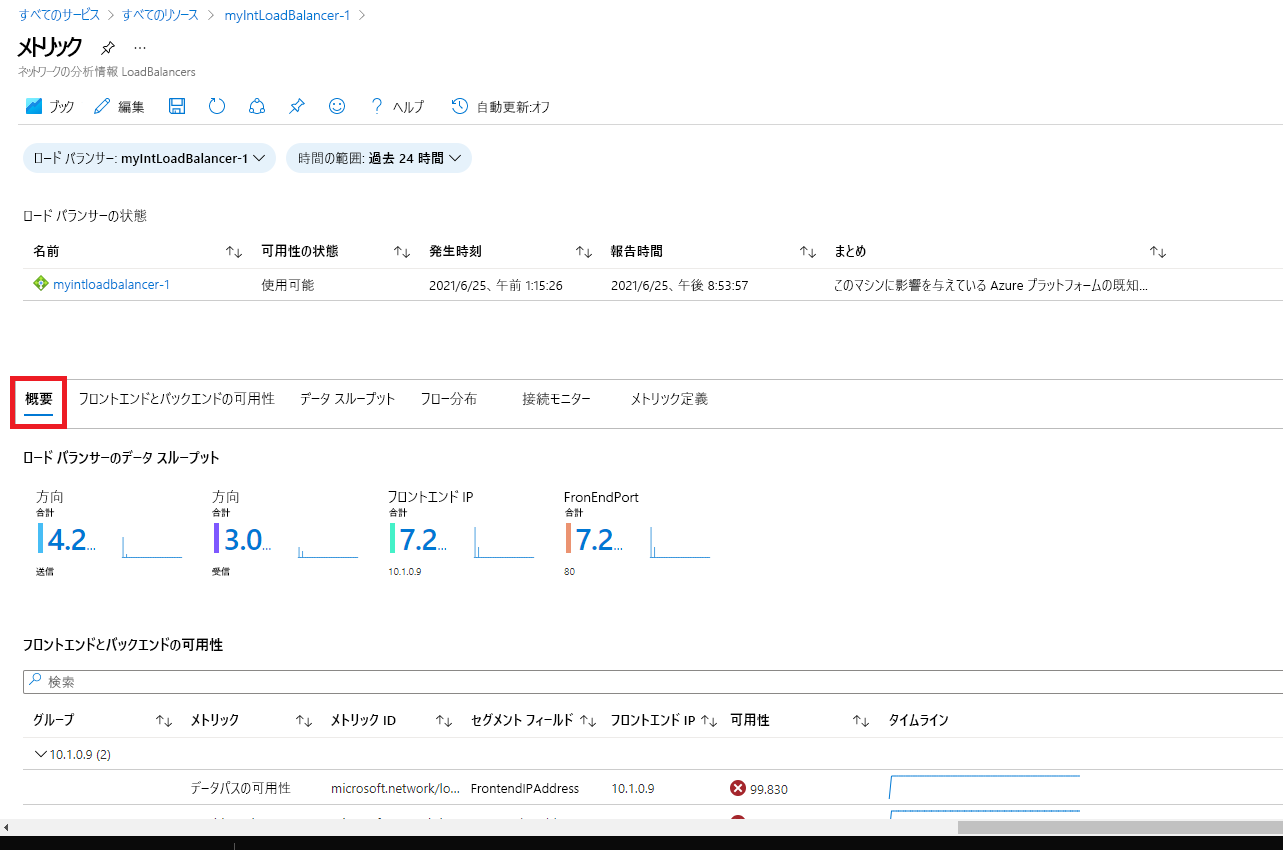 すべてのサービス > すべてのリソース > myIntLoadBalancer-1 >
メトリック ...
ネットワークの分析情報 LoadBalancers
ブック 編集 ? ヘルプ 自動更新:オフ
ロード バランサー: myIntLoadBalancer-1 時間の範囲: 過去 24 時間
ロード バランサーの状態
名前 ↑↓ 可用性の状態 ↑↓ 発生時刻 ↑↓ 報告時間 ↑↓ まとめ ↑↓
myintloadbalancer-1 使用可能 2021/6/25、午前 1:15:26 2021/6/25、午後 8:53:57 このマシンに影響を与えている Azure プラットフォームの既知...
概要 フロントエンドとバックエンドの可用性 データ スループット フロー分布 接続モニター メトリック定義
ロード バランサーのデータ スループット
方向 方向 フロントエンド IP FronEndPort
合計 合計 合計 合計
4.2... 3.0... 7.2... 7.2...
送信 受信 10.1.0.9 80
フロントエンドとバックエンドの可用性
検索
グループ ↑↓ メトリック ↑↓ メトリック ID ↑↓ セグメント フィールド ↑↓ フロントエンド IP ↑↓ 可用性 ↑↓ タイムライン
10.1.0.9 (2)
データパスの可用性 microsoft.network/lo... FrontendIPAddress 10.1.0.9 99.830